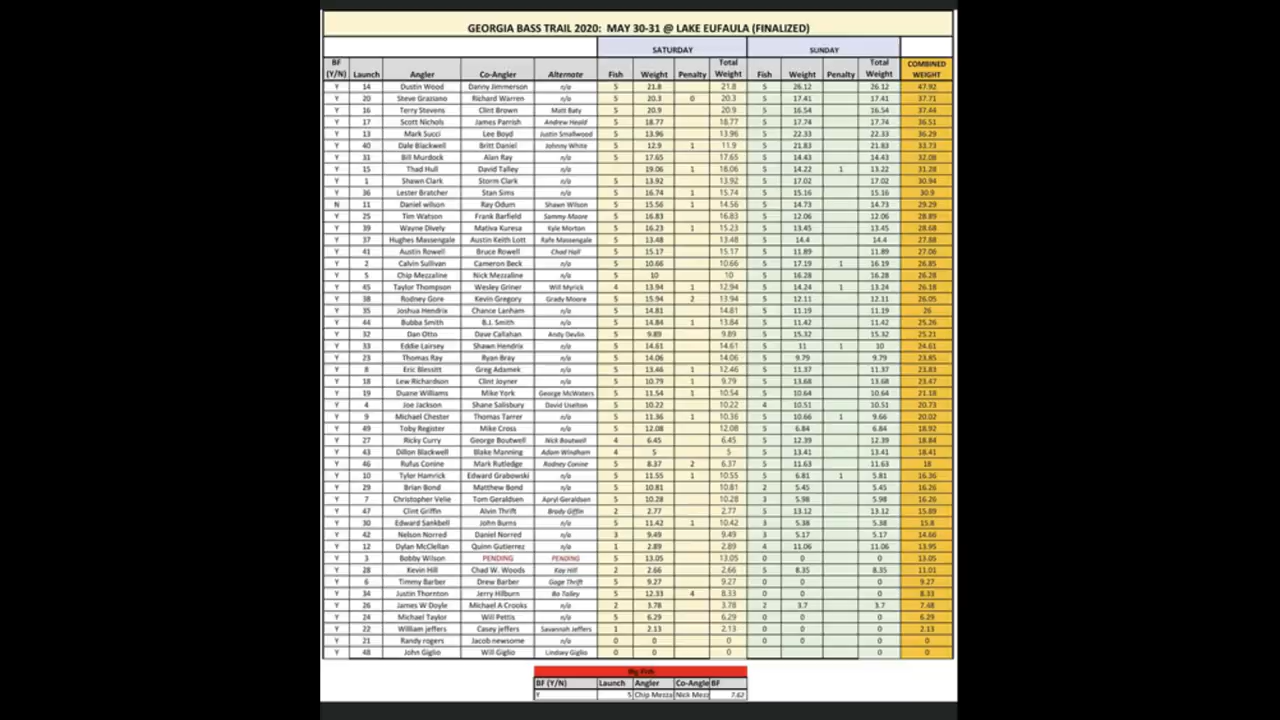 GEORGIA BASS TRAIL 2020: MAY 30-31 @ LAKE EUFAULA (FINALIZED)
SATURDAY SUNDAY
BF (Y/N) Launch Angler Co-Angler Alternate Fish Weight Penalty Total Weight Fish Weight Penalty Total Weight COMBINED WEIGHT
Y 14 Dustin Wood Danny Jimmerson n/a 5 21.8 21.8 5 26.12 26.12 47.92
Y 20 Steve Graziano Richard Warren n/a 5 20.3 0 20.3 5 17.41 17.41 37.71
Y 16 Terry Stevens Clint Brown Matt Baty 5 20.9 20.9 5 16.54 16.54 37.44
Y 17 Scott Nichols James Parrish Andrew Heald 5 18.77 18.77 5 17.74 17.74 36.51
Y 13 Mark Succi Lee Boyd Justin Smallwood 5 13.96 13.96 5 22.33 22.33 36.29
Y 40 Dale Blackwell Britt Daniel Johnny White 5 12.9 1 11.9 5 21.83 21.83 33.73
Y 31 Bill Murdock Alan Ray n/a 5 17.65 17.65 5 14.43 14.43 32.08
Y 15 Thad Hull David Talley n/a 19.06 1 18.06 5 14.22 1 13.22 31.28
Y 1 Shawn Clark Storm Clark n/a 5 13.92 13.92 5 17.02 17.02 30.94
Y 36 Lester Bratcher Stan Sims n/a 5 16.74 1 15.74 5 15.16 15.16 30.9
N 11 Daniel wilson Ray Odum Shawn Wilson 5 15.56 1 14.56 5 14.73 14.73 29.29
Y 25 Tim Watson Frank Barfield Sammy Moore 5 16.83 16.83 5 12.06 12.06 28.89
Y 39 Wayne Dively Mativa Kuresa Kyle Morton 5 16.23 1 15.23 5 13.45 13.45 28.68
Y 37 Hughes Massengale Austin Keith Lott Rafe Massengale 5 13.48 13.48 5 14.4 14.4 27.88
Y 41 Austin Rowell Bruce Rowell Chad Hall 5 15.17 15.17 5 11.89 11.89 27.06
Y 2 Calvin Sullivan Cameron Beck n/a 5 10.66 10.66 5 17.19 1 16.19 26.85
Y 5 Chip Mezzaline Nick Mezzaline n/a 5 10 10 5 16.28 16.28 26.28
Y 45 Taylor Thompson Wesley Griner Will Myrick 4 13.94 1 12.94 5 14.24 1 13.24 26.18
Y 38 Rodney Gore Kevin Gregory Grady Moore 5 15.94 2 13.94 5 12.11 12.11 26.05
Y 35 Joshua Hendrix Chance Lanham n/a 5 14.81 14.81 5 11.19 11.19 26
Y 44 Bubba Smith B.J. Smith n/a 5 14.84 1 13.84 5 11.42 11.42 25.26
Y 32 Dan Otto Dave Callahan Andy Devlin 5 9.89 9.89 5 15.32 15.32 25.21
Y 33 Eddie Lairsey Shawn Hendrix n/a 5 14.61 14.61 5 11 1 10 24.61
Y 23 Thomas Ray Ryan Bray n/a 5 14.06 14.06 5 9.79 9.79 23.85
Y 8 Eric Blessitt Greg Adamek n/a 5 13.46 1 12.46 5 11.37 11.37 23.83
Y 18 Lew Richardson Clint Joyner n/a 5 10.79 1 9.79 5 13.68 13.68 23.47
Y 19 Duane Williams Mike York George McWaters 5 11.54 1 10.54 5 10.64 10.64 21.18
Y 4 Joe Jackson Shane Salisbury David Uselton 5 10.22 10.22 4 10.51 10.51 20.73
Y 9 Michael Chester Thomas Tarrer n/a 5 11.36 1 10.36 5 10.66 1 9.66 20.02
Y 49 Toby Register Mike Cross n/a 5 12.08 12.08 5 6.84 6.84 18.92
Y 27 Ricky Curry George Boutwell Nick Boutwell 4 6.45 6.45 5 12.39 12.39 18.84
Y 43 Dillon Blackwell Blake Manning Adam Windham 4 5 5 5 13.41 13.41 18.41
Y 46 Rufus Conine Mark Rutledge Rodney Conine 5 8.37 2 6.37 5 11.63 11.63 18
Y 10 Tyler Hamrick Edward Grabowski n/a 5 11.55 1 10.55 5 6.81 1 5.81 16.36
Y 29 Brian Bond Matthew Bond n/a 5 10.81 10.81 2 5.45 5.45 16.26
Y 7 Christopher Velie Tom Geraldsen Apryl Geraldsen 5 10.28 10.28 3 5.98 5.98 16.26
Y 47 Clint Griffin Alvin Thrift Brady Giffin 2 2.77 2.77 5 13.12 13.12 15.89
Y 30 Edward Sankbell John Burns n/a 5 11.42 1 10.42 3 5.38 5.38 15.8
Y 42 Nelson Norred Daniel Norred n/a 3 9.49 9.49 3 5.17 5.17 14.66
Y 12 Dylan McClellan Quinn Gutierrez n/a 1 2.89 2.89 4 11.06 11.06 13.95
Y 3 Bobby Wilson PENDING PENDING 5 13.05 13.05 0 0 0 13.05
Y 28 Kevin Hill Chad W. Woods Kay Hill 2 2.66 2.66 5 8.35 8.35 11.01
Y 6 Timmy Barber Drew Barber Gage Thrift 5 9.27 9.27 0 0 0 9.27
Y 34 Justin Thornton Jerry Hilburn Bo Talley 5 12.33 4 8.33 0 0 0 8.33
Y 26 James W Doyle Michael A Crooks n/a 2 3.78 3.78 2 3.7 3.7 7.48
Y 24 Michael Taylor Will Pettis n/a 5 6.29 6.29 0 0 0 6.29
Y 22 William jeffers Casey jeffers Savannah Jeffers 1 2.13 2.13 0 0 0 2.13
Y 21 Randy rogers Jacob newsome n/a 0 0 0 0 0 0 0
Y 48 John Giglio Will Giglio Lindsey Giglio 0 0 0 0 0
Big Fish
BF (Y/N) Launch Angler Co-Angle BF
Y 5 Chip Mezza Nick Mezz 7.62